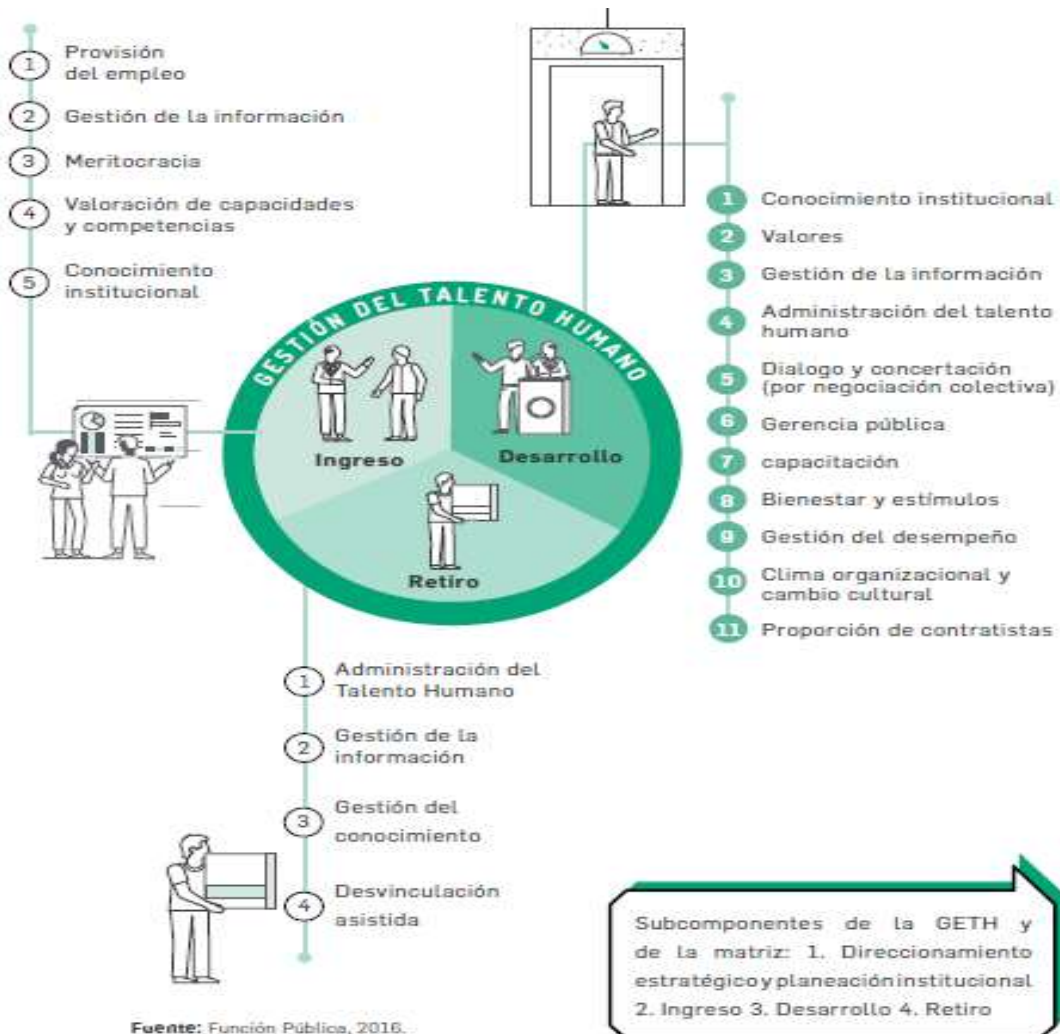 1
Provisión
del empleo
2
Gestión de la información
3
Meritocracia
4
Valoración de capacidades
y competencias
5
Conocimiento
institucional
GESTIÓN DEL TALENTO HUMANO
Ingreso
Desarrollo
Retiro
1
Conocimiento institucional
2
Valores
3
Gestión de la información
4
Administración del talento
humano
5
Dialogo y concertación
(por negociación colectiva)
6
Gerencia pública
7
capacitación
8
Bienestar y estímulos
9
Gestión del desempeño
10
Clima organizacional y
cambio cultural
11
Proporción de contratistas
1
Administración del
Talento Humano
2
Gestión de la
información
3
Gestión del
conocimiento
4
Desvinculación
asistida
Subcomponentes de la GETH y
de la matriz: 1. Direccionamiento
estratégico y planeación institucional
2. Ingreso 3. Desarrollo 4. Retiro
Fuente: Función Pública, 2016.